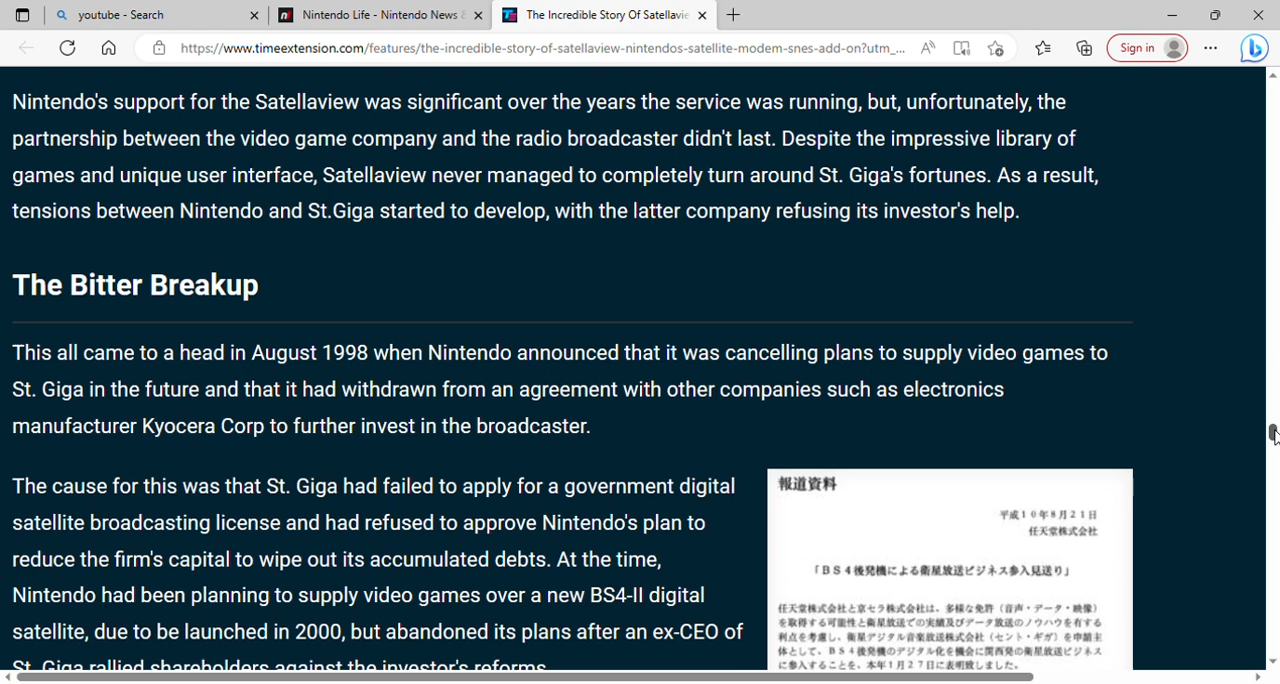 youtube - Search
Nintendo Life - Nintendo News &
The Incredible Story Of Satellavie
https://www.timeextension.com/features/the-incredible-story-of-satellaview-nintendos-satellite-modem-snes-add-on?utm_...
Sign in
Nintendo's support for the Satellaview was significant over the years the service was running, but, unfortunately, the
partnership between the video game company and the radio broadcaster didn't last. Despite the impressive library of
games and unique user interface, Satellaview never managed to completely turn around St. Giga's fortunes. As a result,
tensions between Nintendo and St.Giga started to develop, with the latter company refusing its investor's help.
The Bitter Breakup
This all came to a head in August 1998 when Nintendo announced that it was cancelling plans to supply video games to
St. Giga in the future and that it had withdrawn from an agreement with other companies such as electronics
manufacturer Kyocera Corp to further invest in the broadcaster.
The cause for this was that St. Giga had failed to apply for a government digital
satellite broadcasting license and had refused to approve Nintendo's plan to
reduce the firm's capital to wipe out its accumulated debts. At the time,
Nintendo had been planning to supply video games over a new BS4-II digital
satellite, due to be launched in 2000, but abandoned its plans after an ex-CEO of
St. Giga rallied shareholders against the investor's reforms.
報道資料
平成10年8月21日
任天堂株式会社
「BS4後発機による衛星放送ビジネス参入見送り」
任天堂株式会社と京セラ株式会社は、多様な免許（音声・データ・映像）
を取得する可能性と衛星放送での実績及びデータ放送のノウハウを有する
利点を考慮し、衛星デジタル音楽放送株式会社（セント・ギガ）を申請主
体として、BS4後発機のデジタル化を機会に関西発の衛星放送ビジネス
に参入することを、本年1月27日に表明致しました。